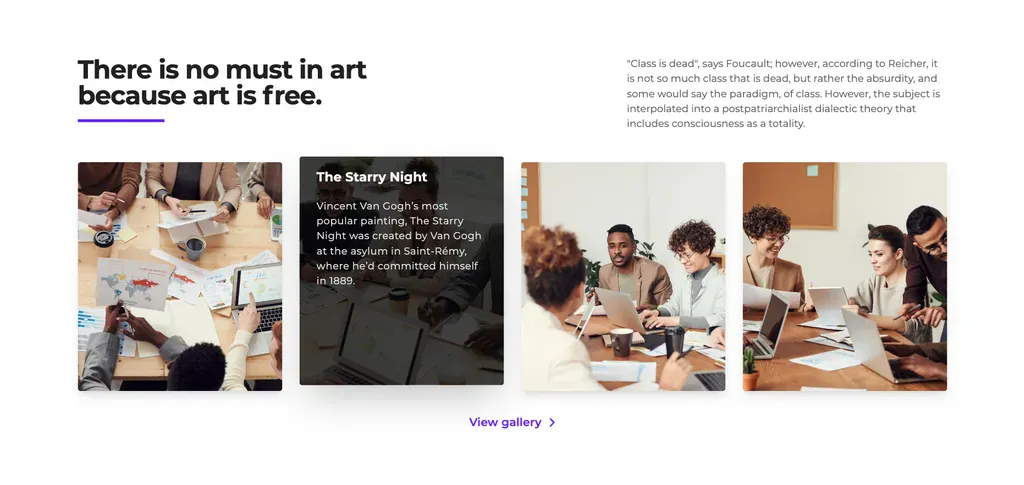 There is no must in art
because art is free.
"Class is dead", says Foucault; however, according to Reicher, it
is not so much class that is dead, but rather the absurdity, and
some would say the paradigm, of class. However, the subject is
interpolated into a postpatriarchialist dialectic theory that
includes consciousness as a totality.
The Starry Night
Vincent Van Gogh’s most
popular painting, The Starry
Night was created by Van Gogh
at the asylum in Saint-Rémy,
where he’d committed himself
in 1889.
View gallery